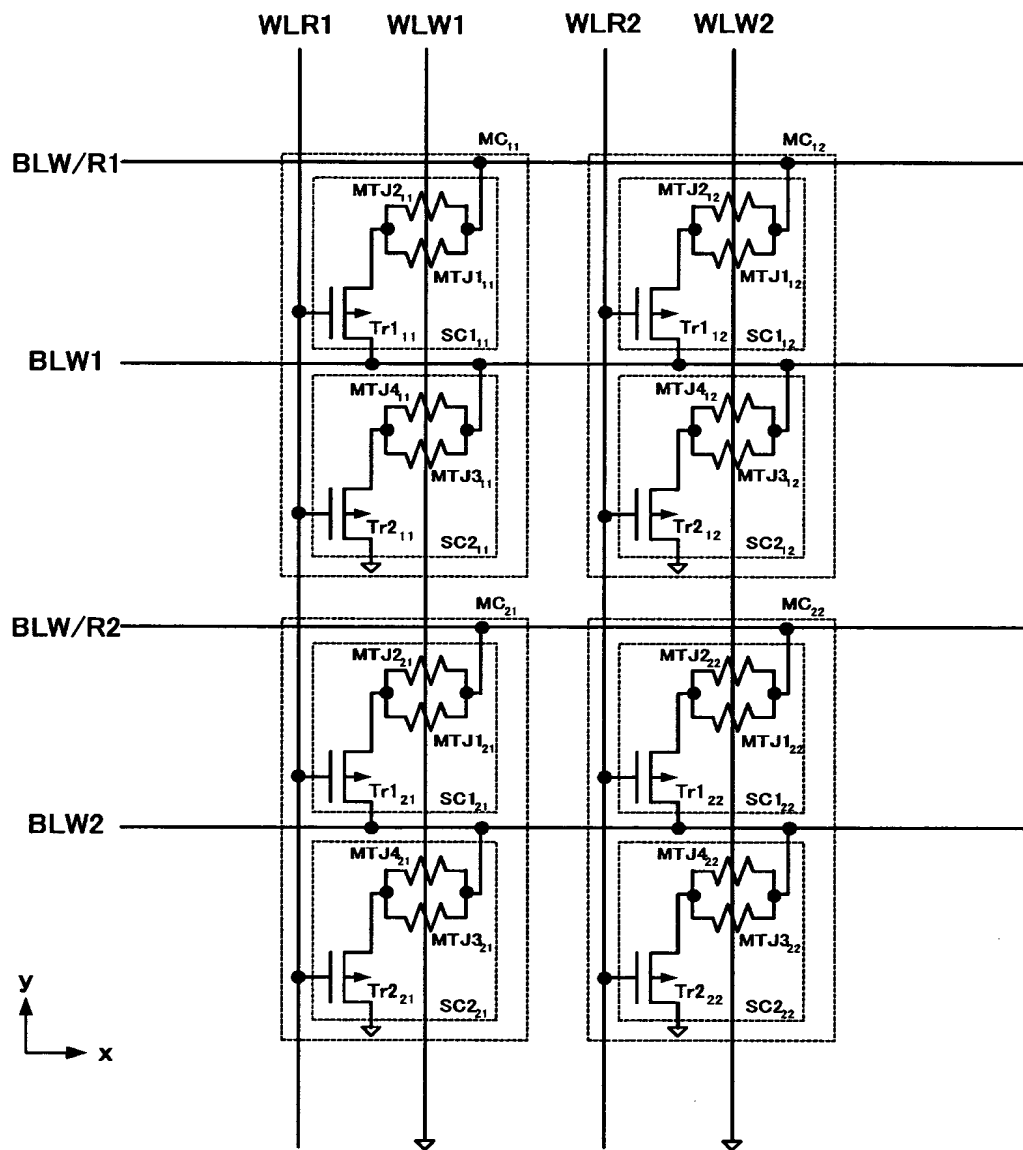 WLR1 WLW1 WLR2 WLW2
MC11 MC12
BLW/R1
MTJ211 MTJ212
MTJ111 MTJ112
Tr111 SC111 Tr112 SC112
BLW1
MTJ411 MTJ412
MTJ311 MTJ312
Tr211 SC211 Tr212 SC212
MC21 MC22
BLW/R2
MTJ221 MTJ222
MTJ121 MTJ122
Tr121 SC121 Tr122 SC122
BLW2
MTJ421 MTJ422
MTJ321 MTJ322
Tr221 SC221 Tr222 SC222
y
x